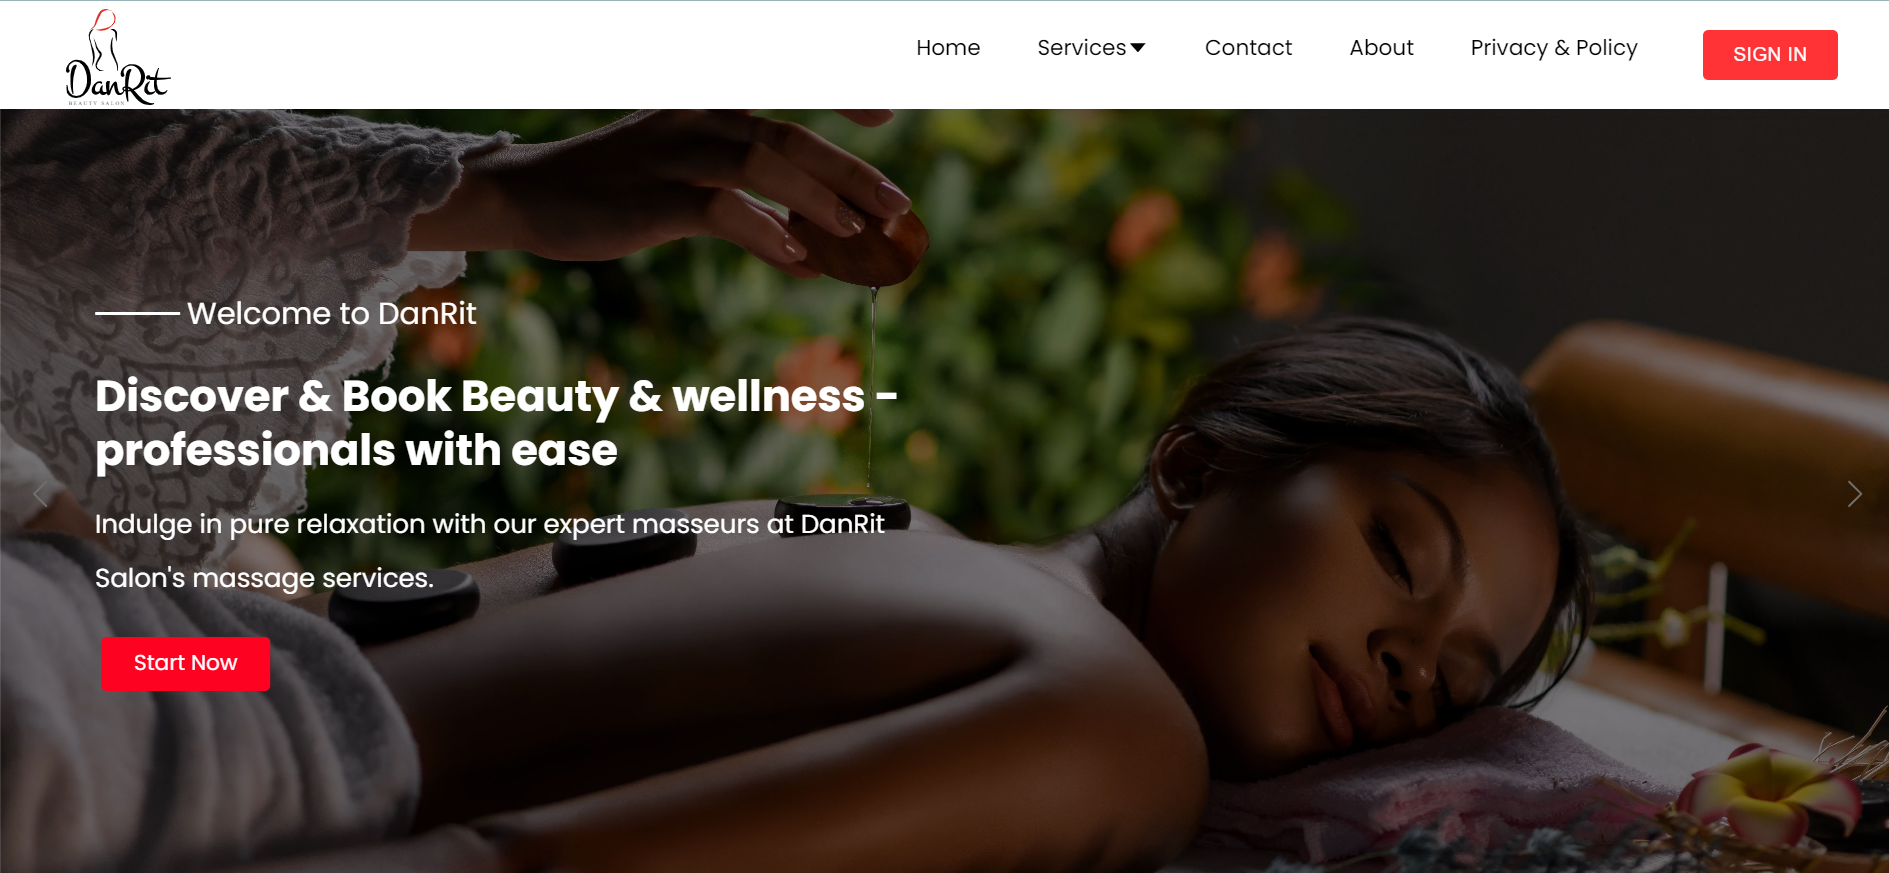 DanRit
BEAUTY SALON
Home
Services
Contact
About
Privacy & Policy
SIGN IN
Welcome to DanRit
Discover & Book Beauty & wellness -
professionals with ease
Indulge in pure relaxation with our expert masseurs at DanRit
Salon's massage services.
Start Now